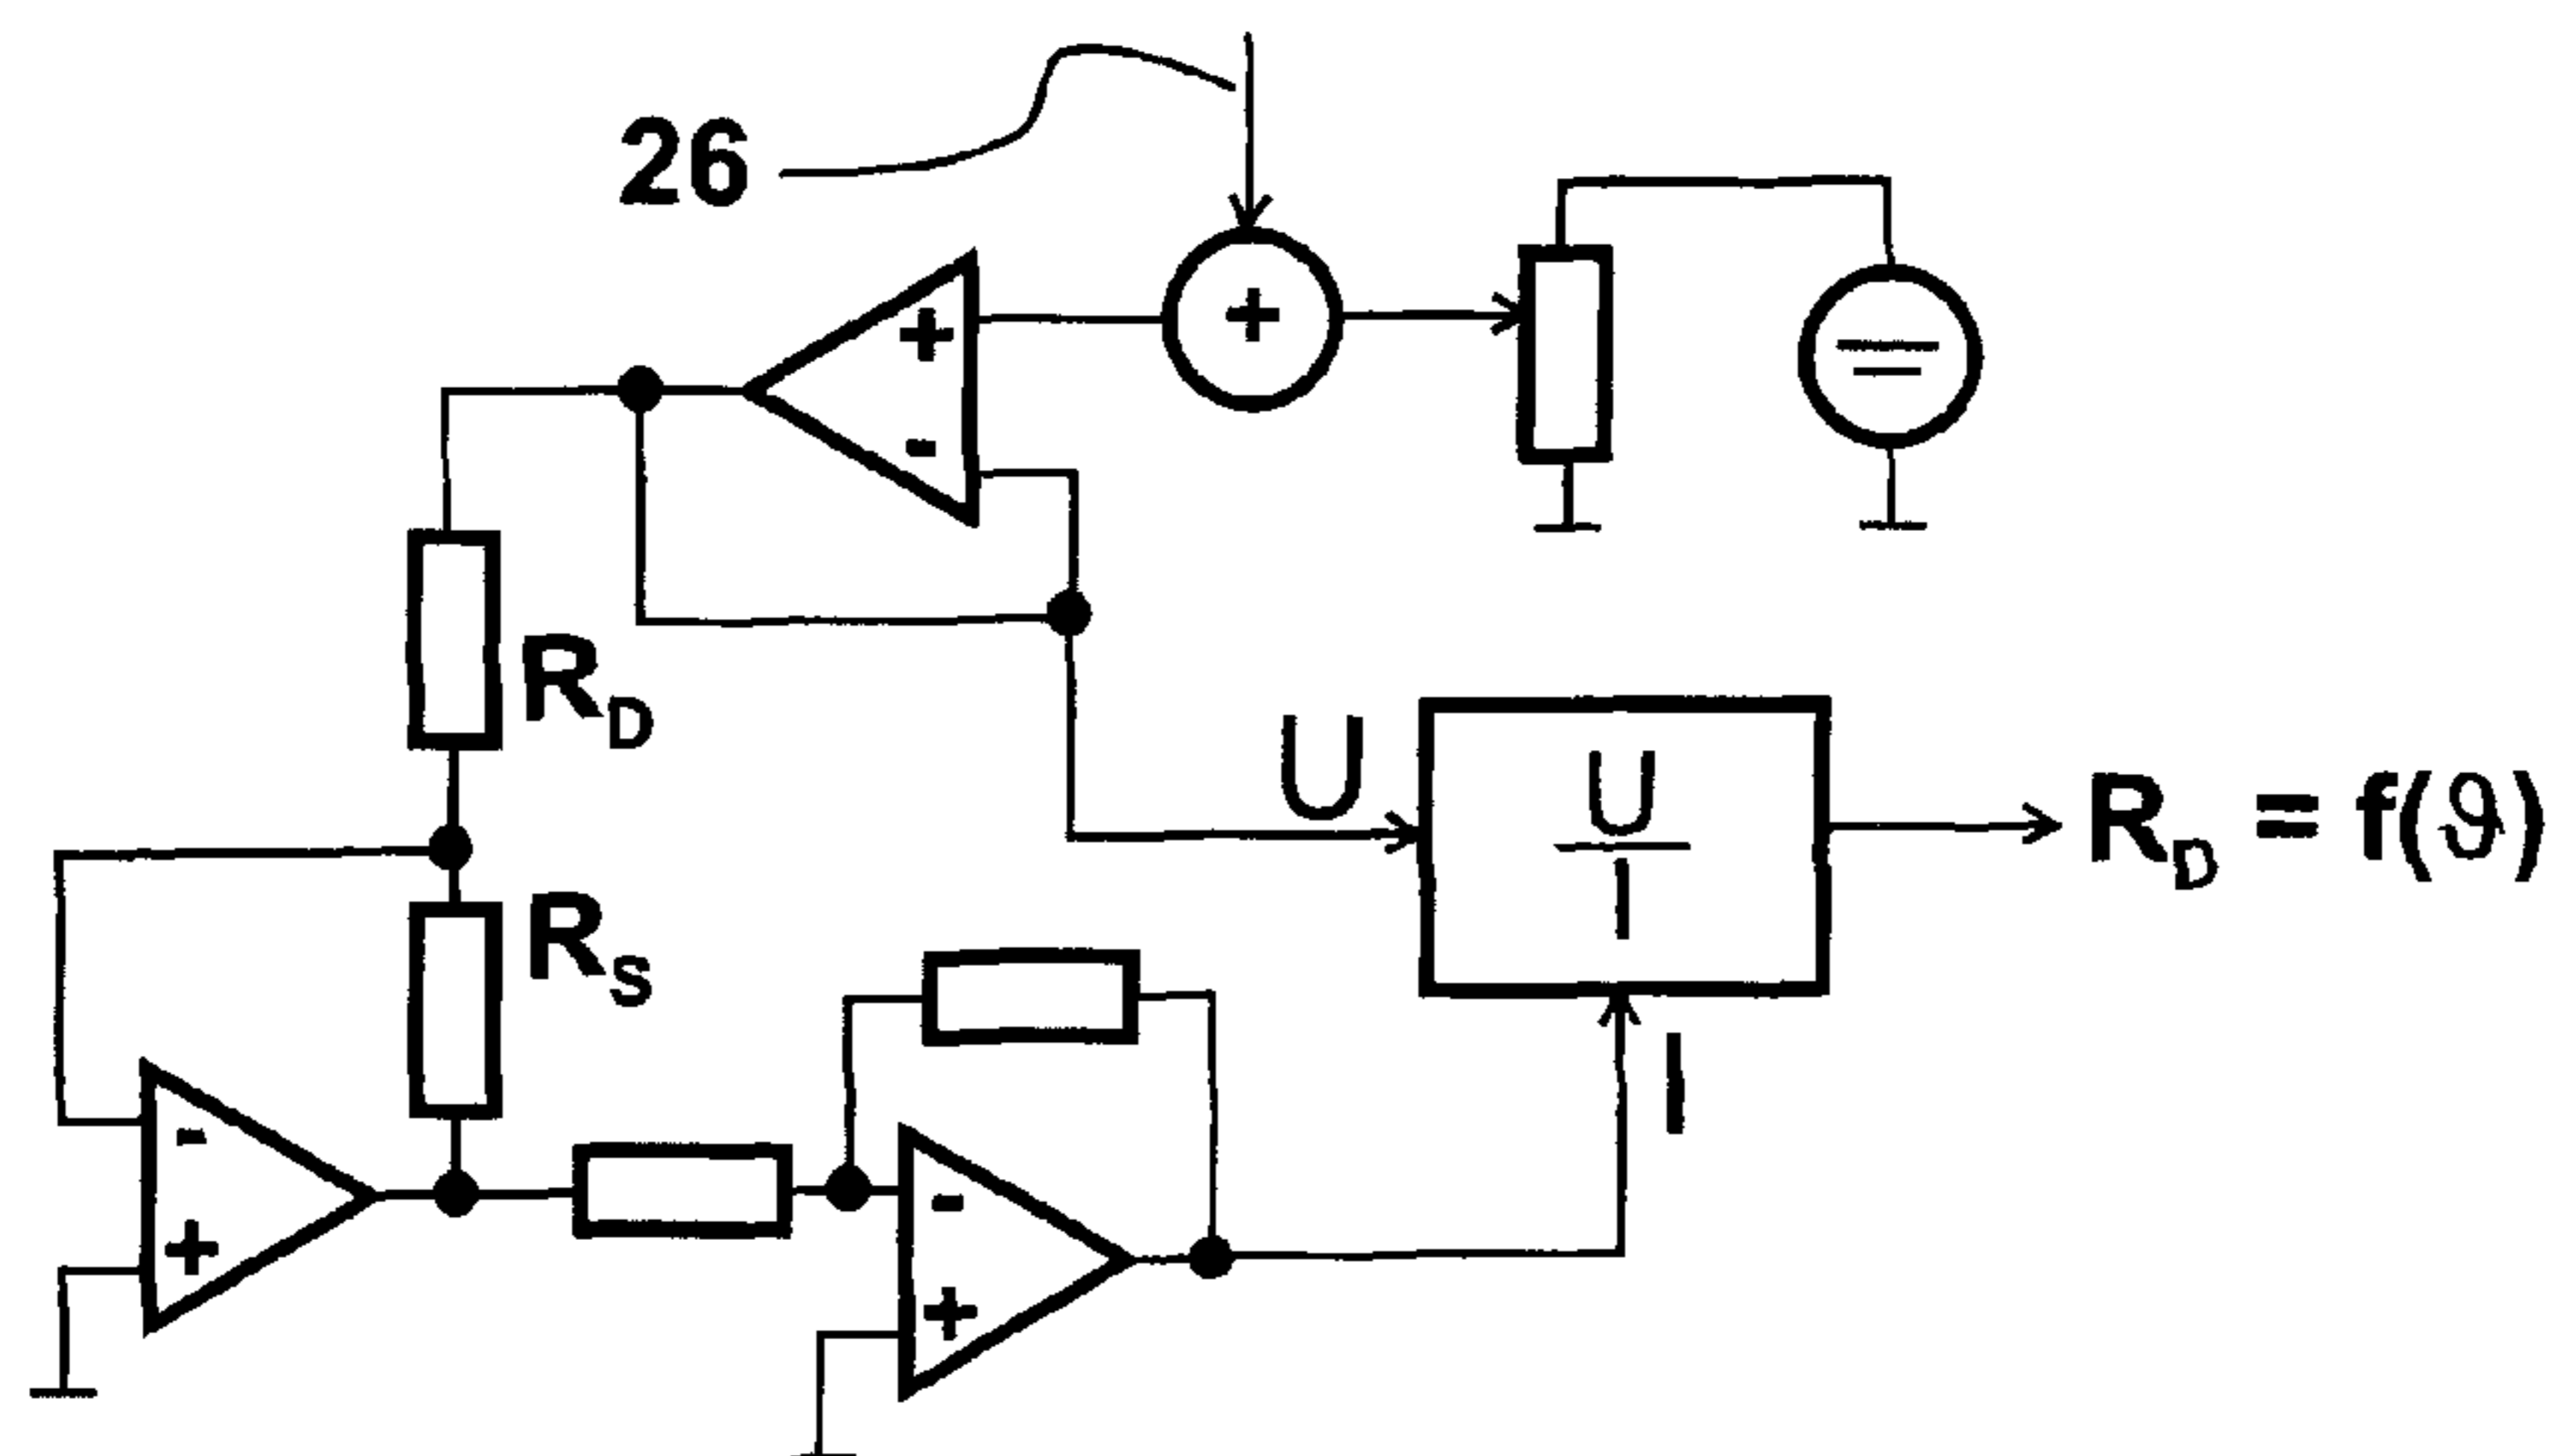 26
+
+
-
R_D
U
U
I
R_D = f(ϑ)
R_S
I
-
+
-
+